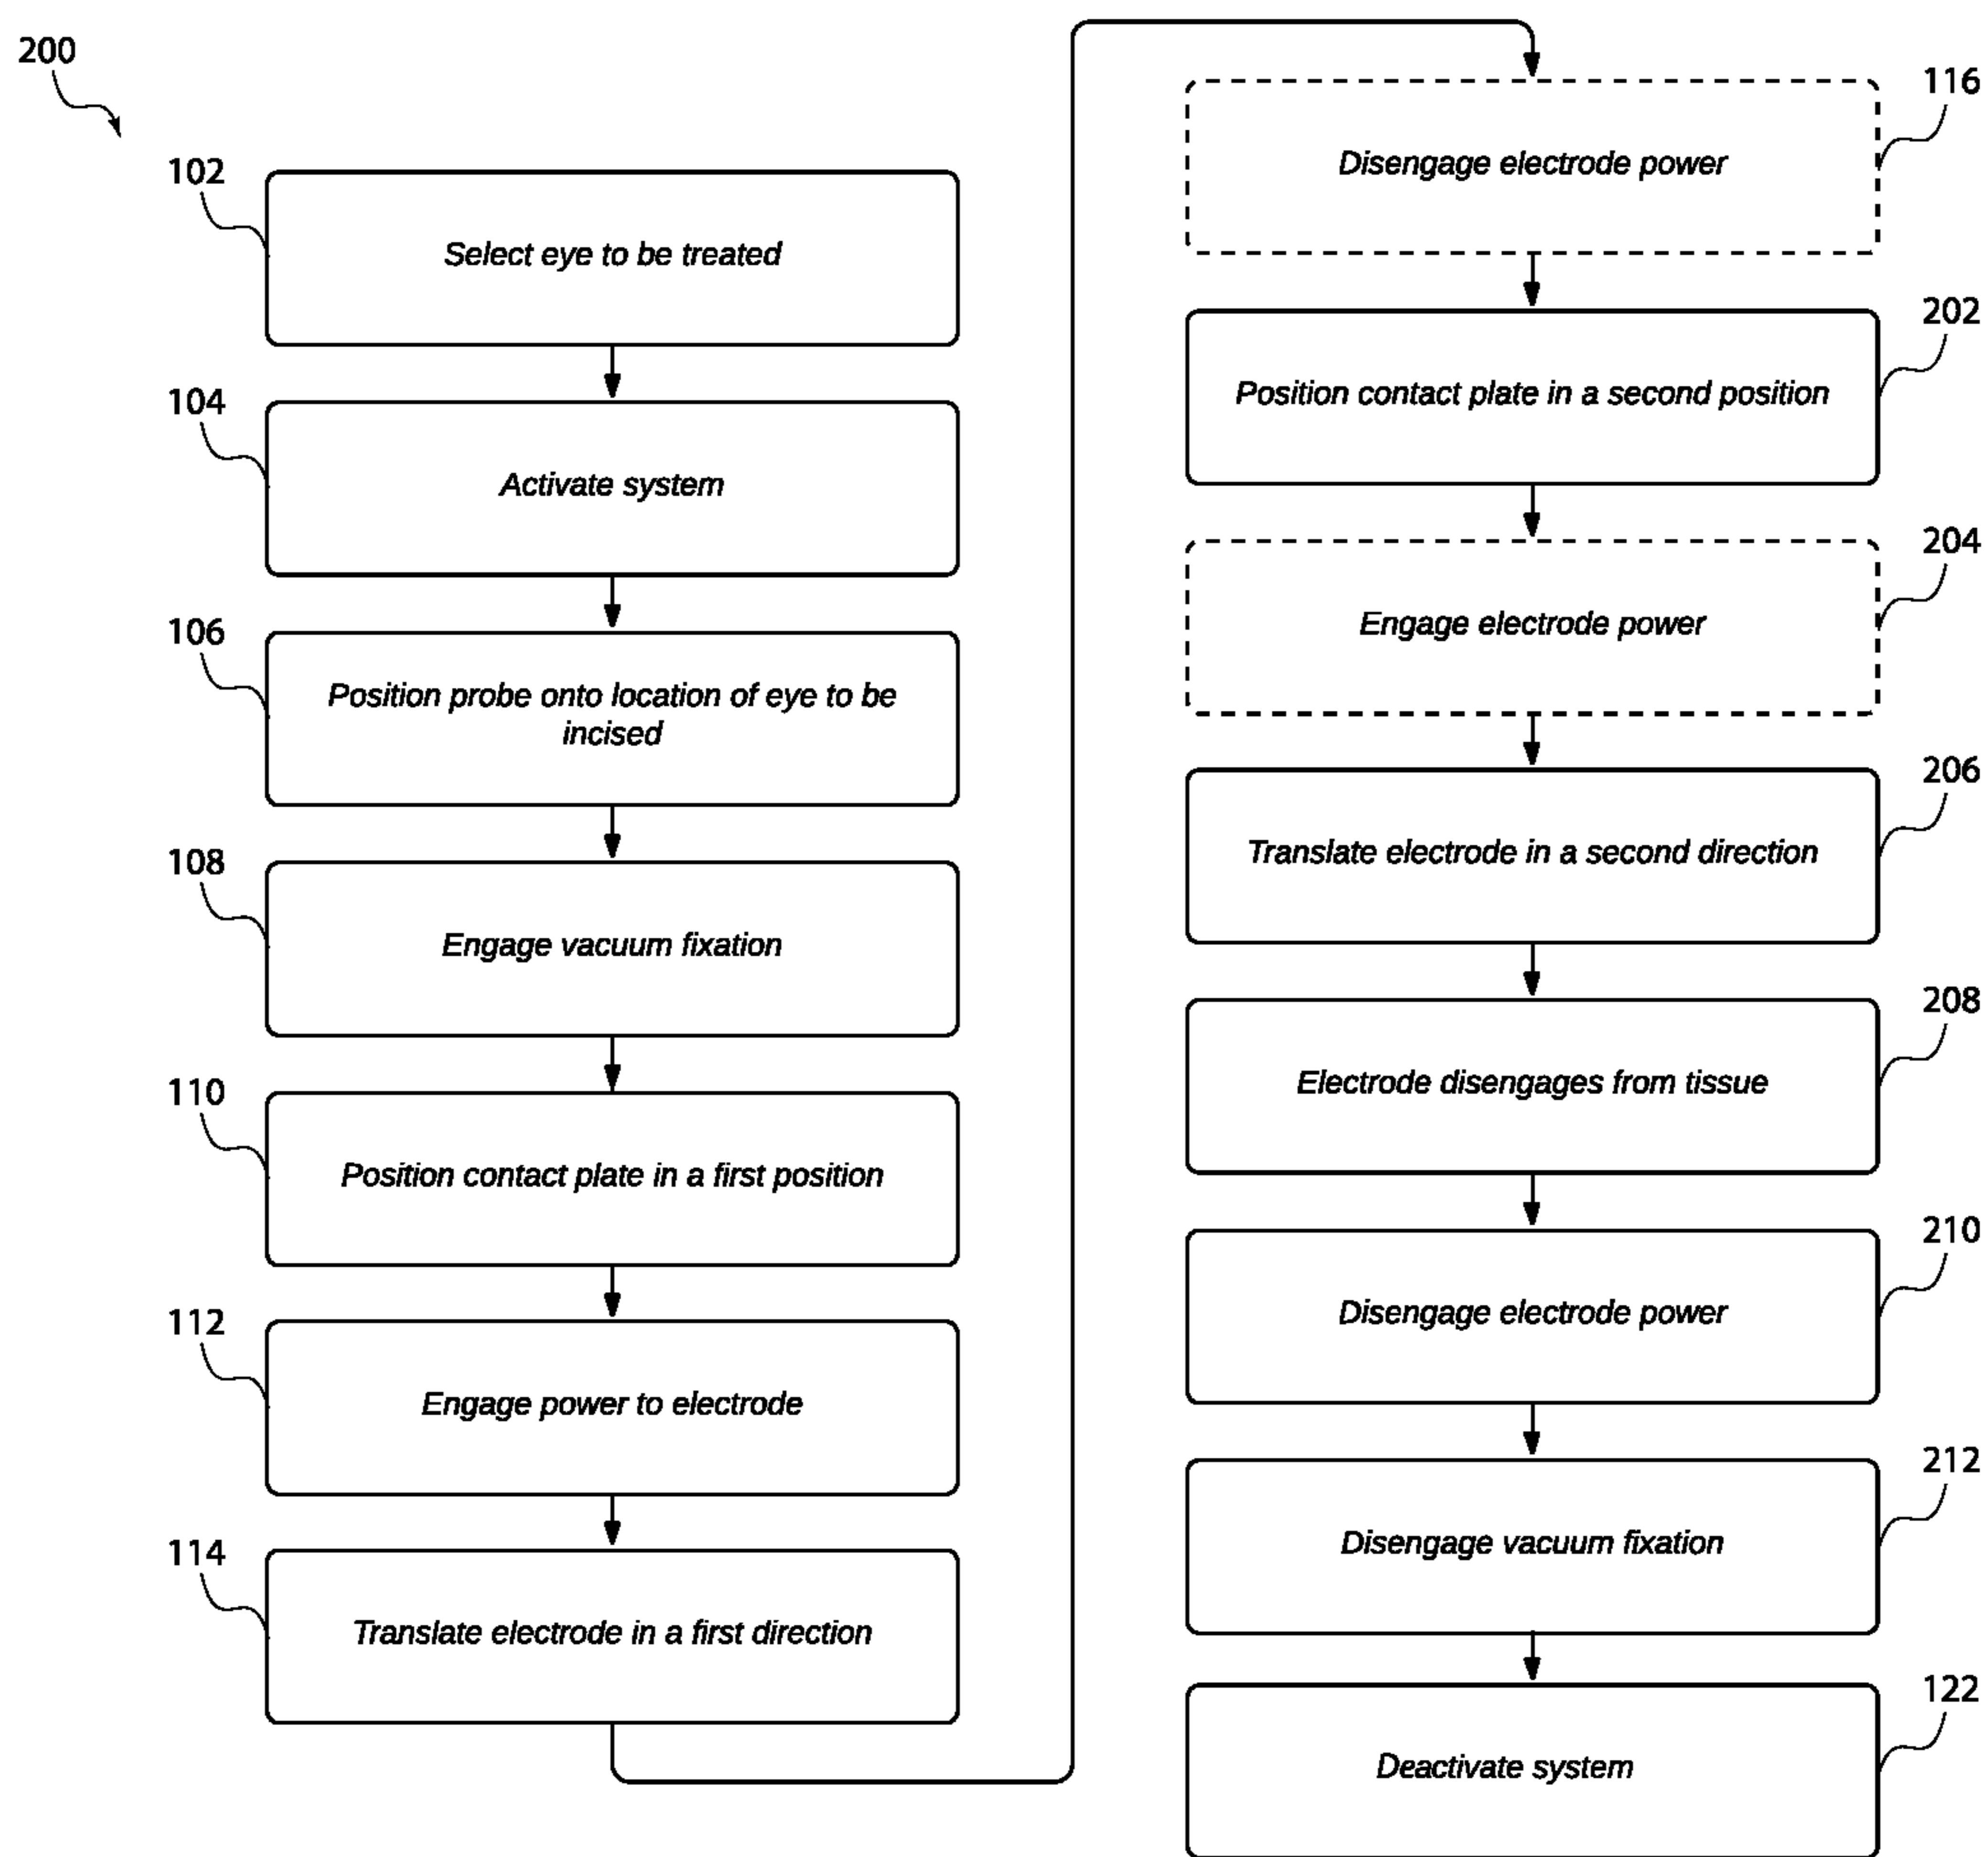 200
102
Select eye to be treated
104
Activate system
106
Position probe onto location of eye to be
incised
108
Engage vacuum fixation
110
Position contact plate in a first position
112
Engage power to electrode
114
Translate electrode in a first direction
116
Disengage electrode power
202
Position contact plate in a second position
204
Engage electrode power
206
Translate electrode in a second direction
208
Electrode disengages from tissue
210
Disengage electrode power
212
Disengage vacuum fixation
122
Deactivate system